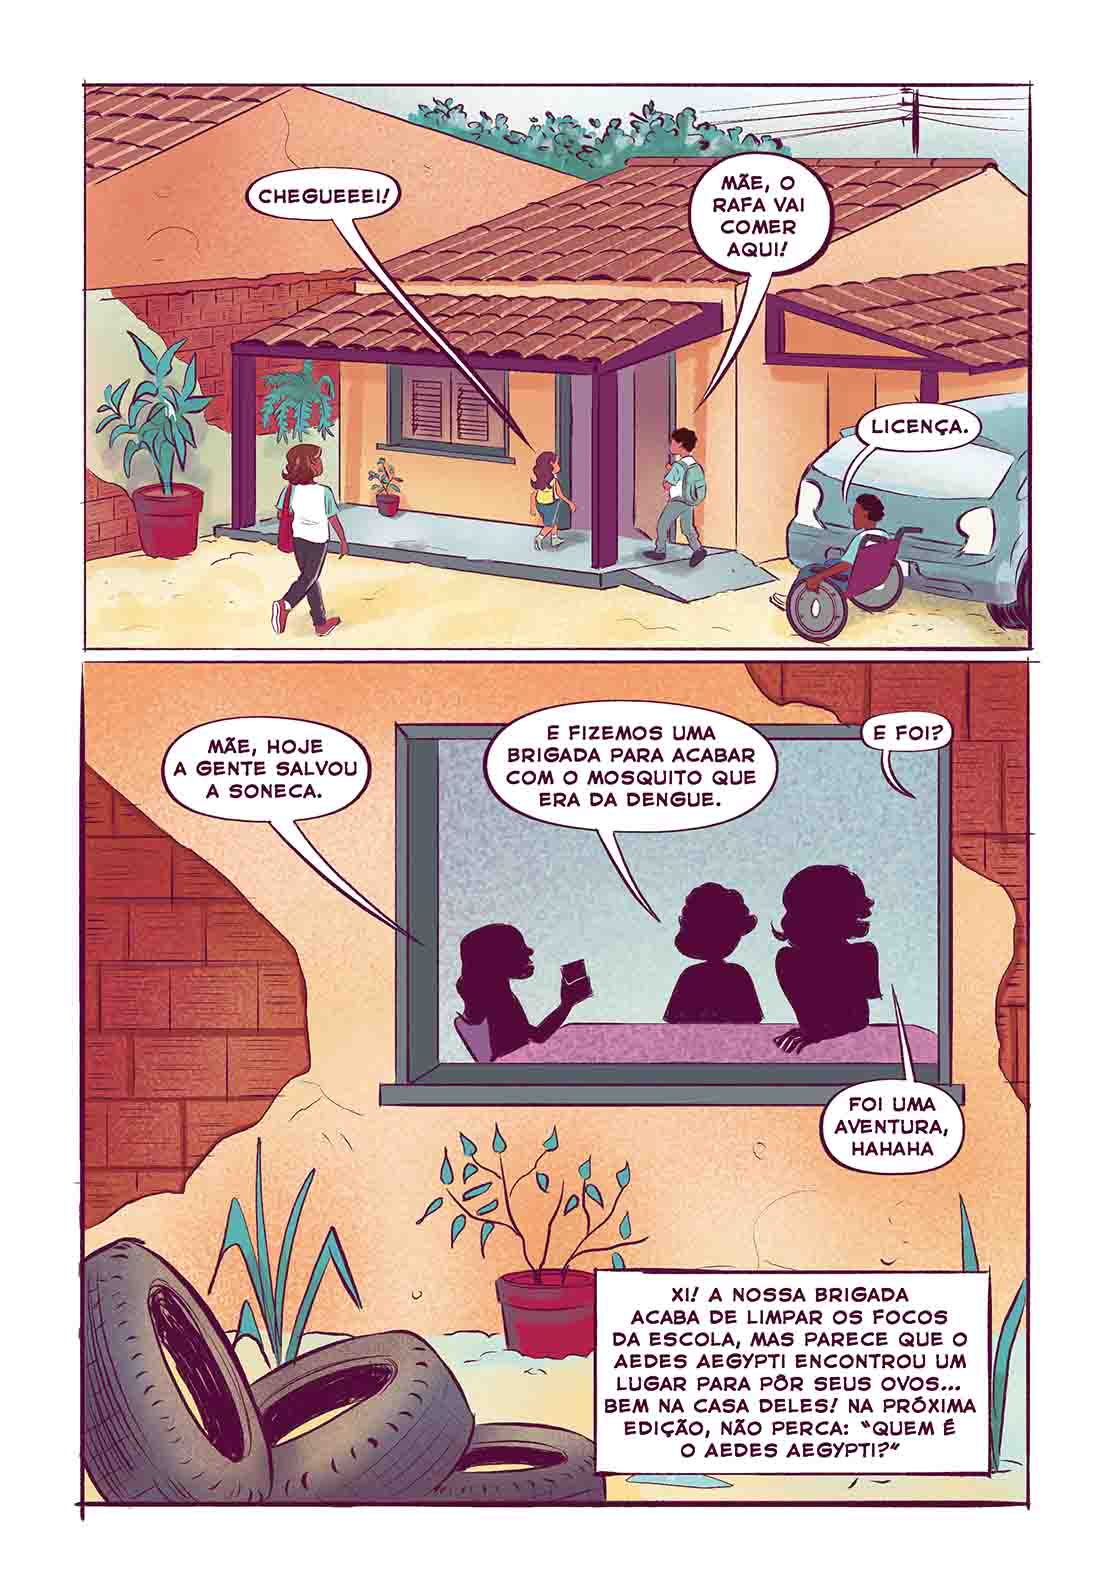 CHEGUEEEI!
MÃE, O
RAFA VAI
COMER
AQUI!
LICENÇA.
MÃE, HOJE
A GENTE SALVOU
A SONECA.
E FIZEMOS UMA
BRIGADA PARA ACABAR
COM O MOSQUITO QUE
ERA DA DENGUE.
E FOI?
FOI UMA
AVENTURA,
HAHAHA
XI! A NOSSA BRIGADA
ACABA DE LIMPAR OS FOCOS
DA ESCOLA, MAS PARECE QUE O
AEDES AEGYPTI ENCONTROU UM
LUGAR PARA PÔR SEUS OVOS...
BEM NA CASA DELES! NA PRÓXIMA
EDIÇÃO, NÃO PERCA: “QUEM É
O AEDES AEGYPTI?”